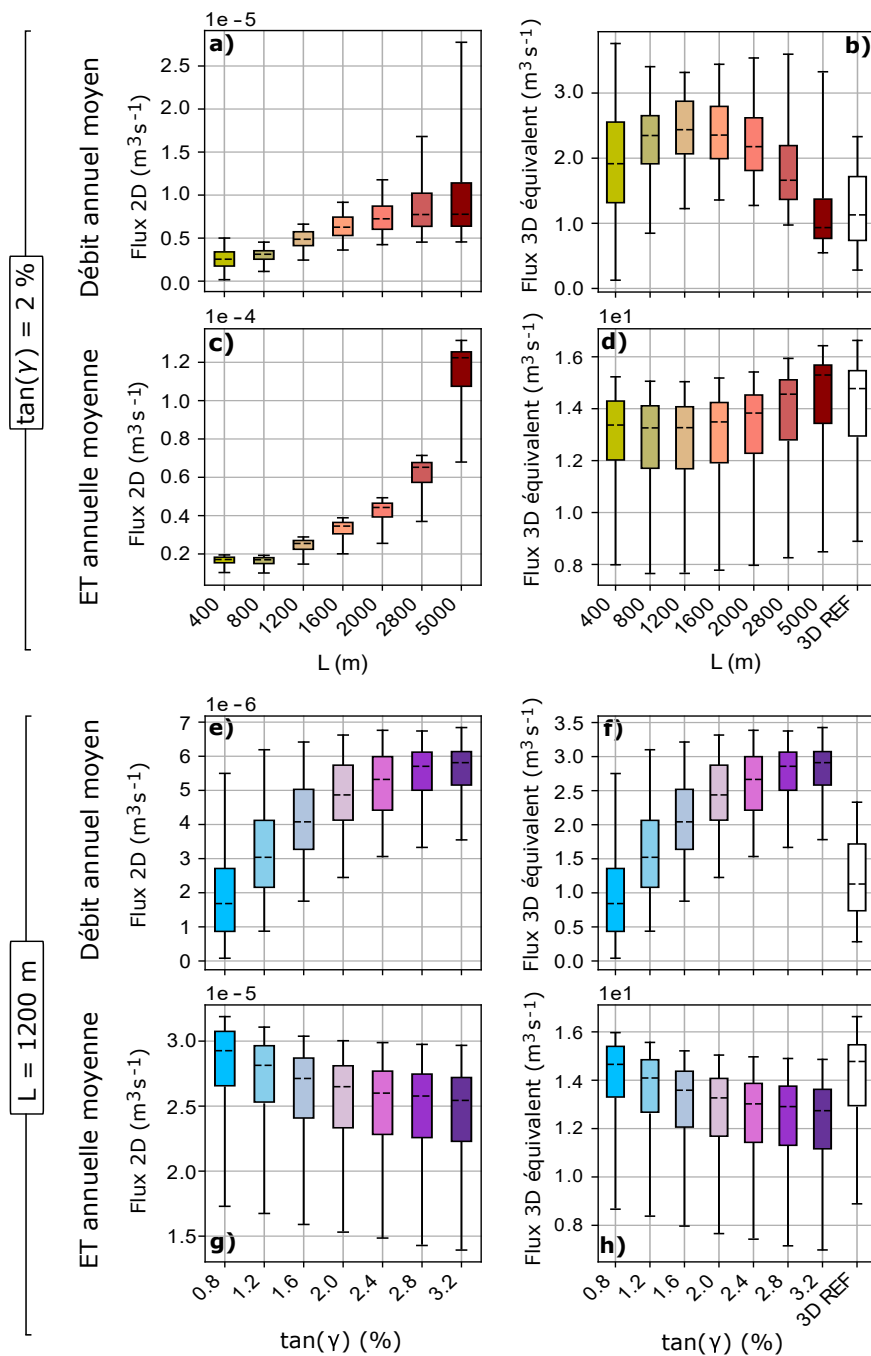 tan(γ) = 2 %
Débit annuel moyen
1e−5
a)
Flux 2D (m³s⁻¹)
2.5
2.0
1.5
1.0
0.5
0.0
b)
Flux 3D équivalent (m³s⁻¹)
3.0
2.0
1.0
0.0
ET annuelle moyenne
1e−4
c)
Flux 2D (m³s⁻¹)
1.2
1.0
0.8
0.6
0.4
0.2
400 800 1200 1600 2000 2800 5000
L (m)
1e1
d)
Flux 3D équivalent (m³s⁻¹)
1.6
1.4
1.2
1.0
0.8
400 800 1200 1600 2000 2800 5000 3D REF
L (m)
L = 1200 m
Débit annuel moyen
1e−6
e)
Flux 2D (m³s⁻¹)
7
6
5
4
3
2
1
0
f)
Flux 3D équivalent (m³s⁻¹)
3.5
3.0
2.5
2.0
1.5
1.0
0.5
0.0
ET annuelle moyenne
1e−5
g)
Flux 2D (m³s⁻¹)
3.0
2.5
2.0
1.5
0.8 1.2 1.6 2.0 2.4 2.8 3.2
tan(γ) (%)
1e1
h)
Flux 3D équivalent (m³s⁻¹)
1.6
1.4
1.2
1.0
0.8
0.8 1.2 1.6 2.0 2.4 2.8 3.2 3D REF
tan(γ) (%)